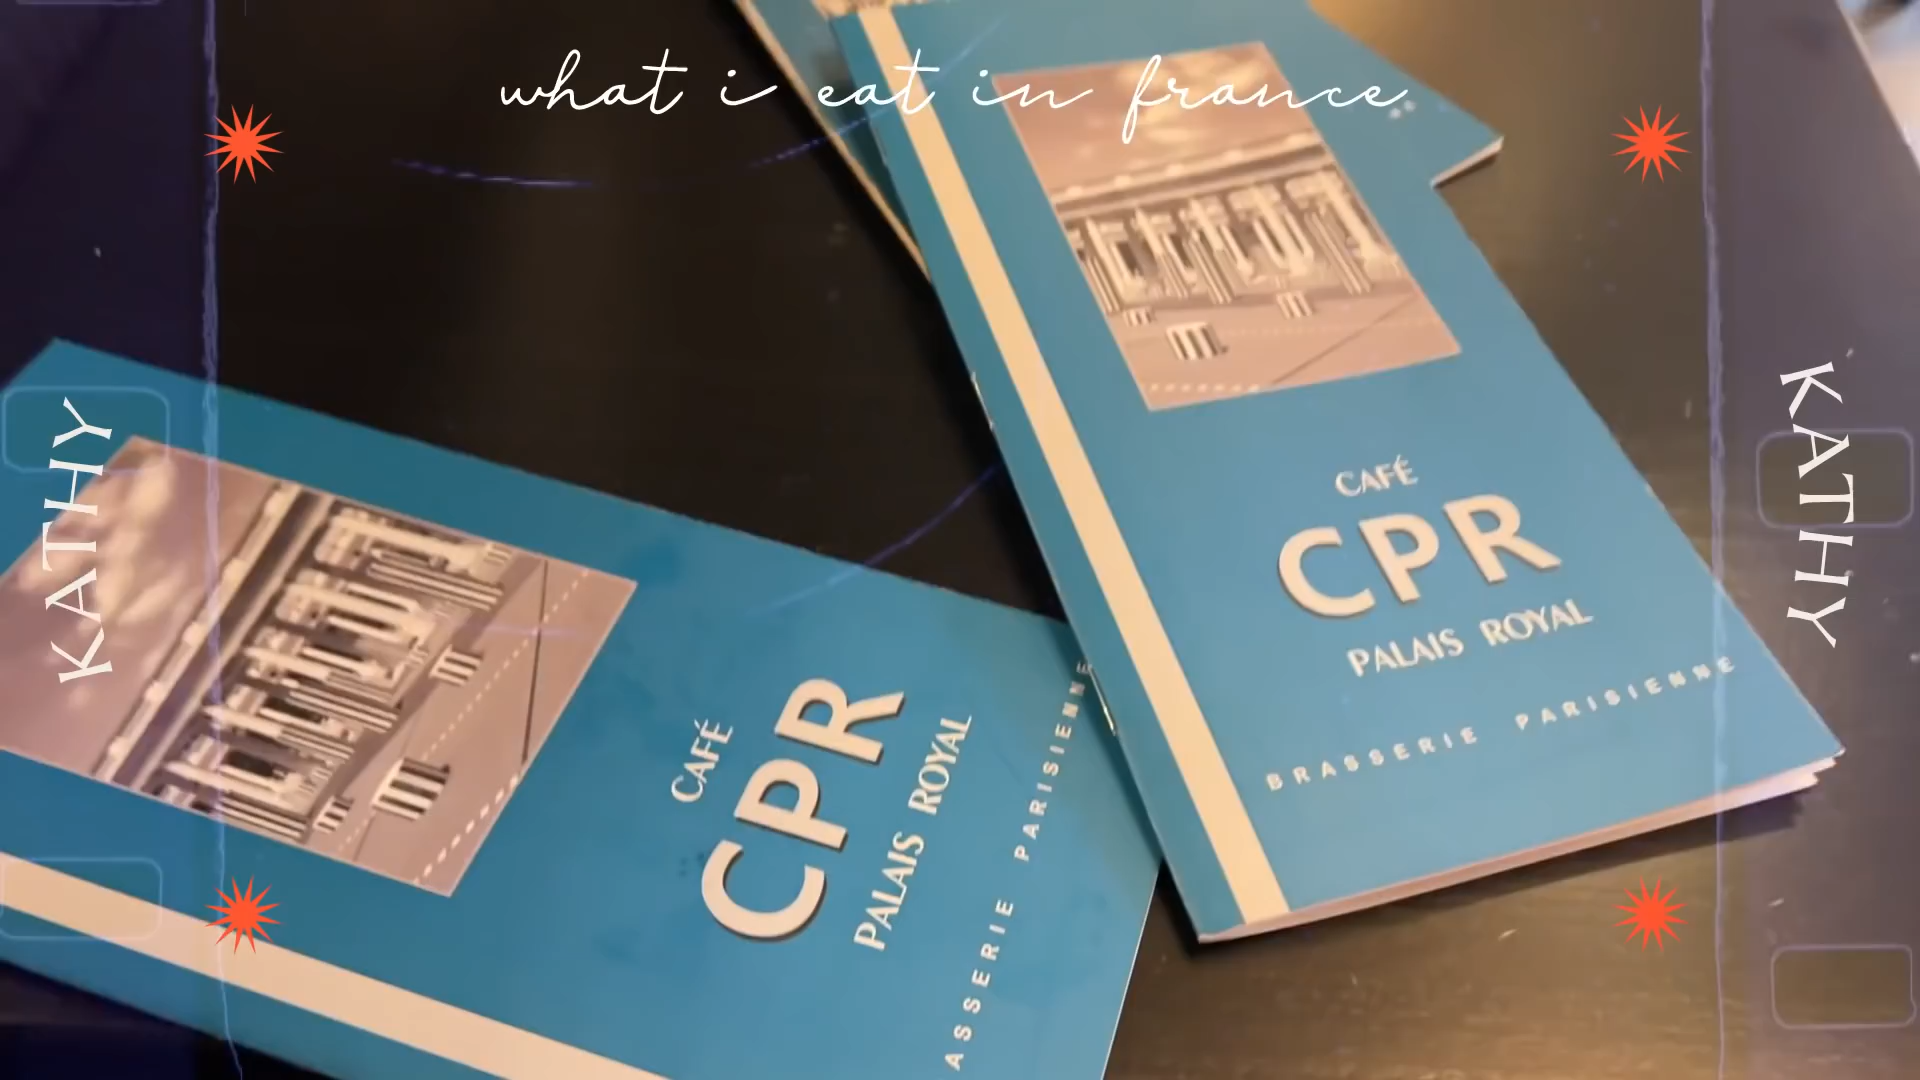 what i eat in france
KATHY
KATHY
CAFÉ
CPR
PALAIS ROYAL
BRASSERIE PARISIENNE
CAFÉ
CPR
PALAIS ROYAL
ASSERIE PARISIENNE